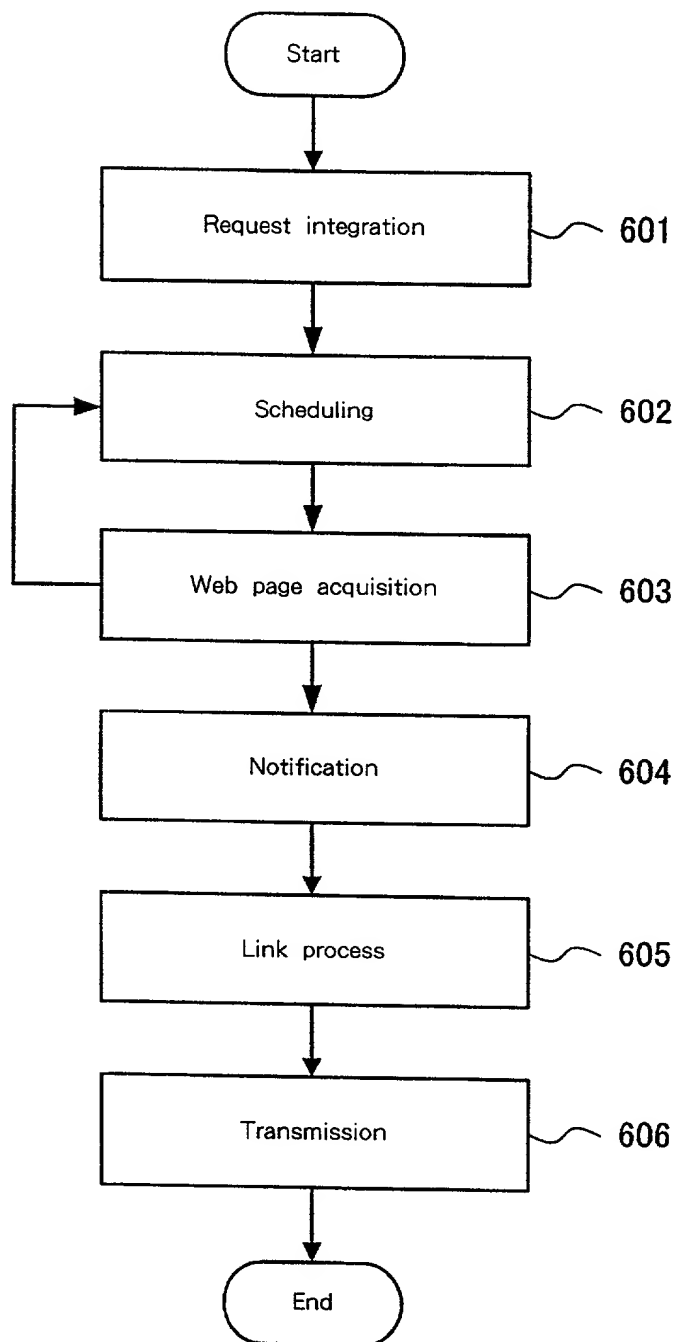 Start
Request integration
601
Scheduling
602
Web page acquisition
603
Notification
604
Link process
605
Transmission
606
End